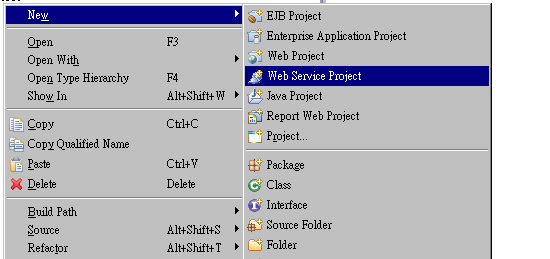 New
Open F3
Open With
Open Type Hierarchy F4
Show In Alt+Shift+W
Copy Ctrl+C
Copy Qualified Name
Paste Ctrl+V
Delete Delete
Build Path
Source Alt+Shift+S
Refactor Alt+Shift+T
EJB Project
Enterprise Application Project
Web Project
Web Service Project
Java Project
Report Web Project
Project...
Package
Class
Interface
Source Folder
Folder